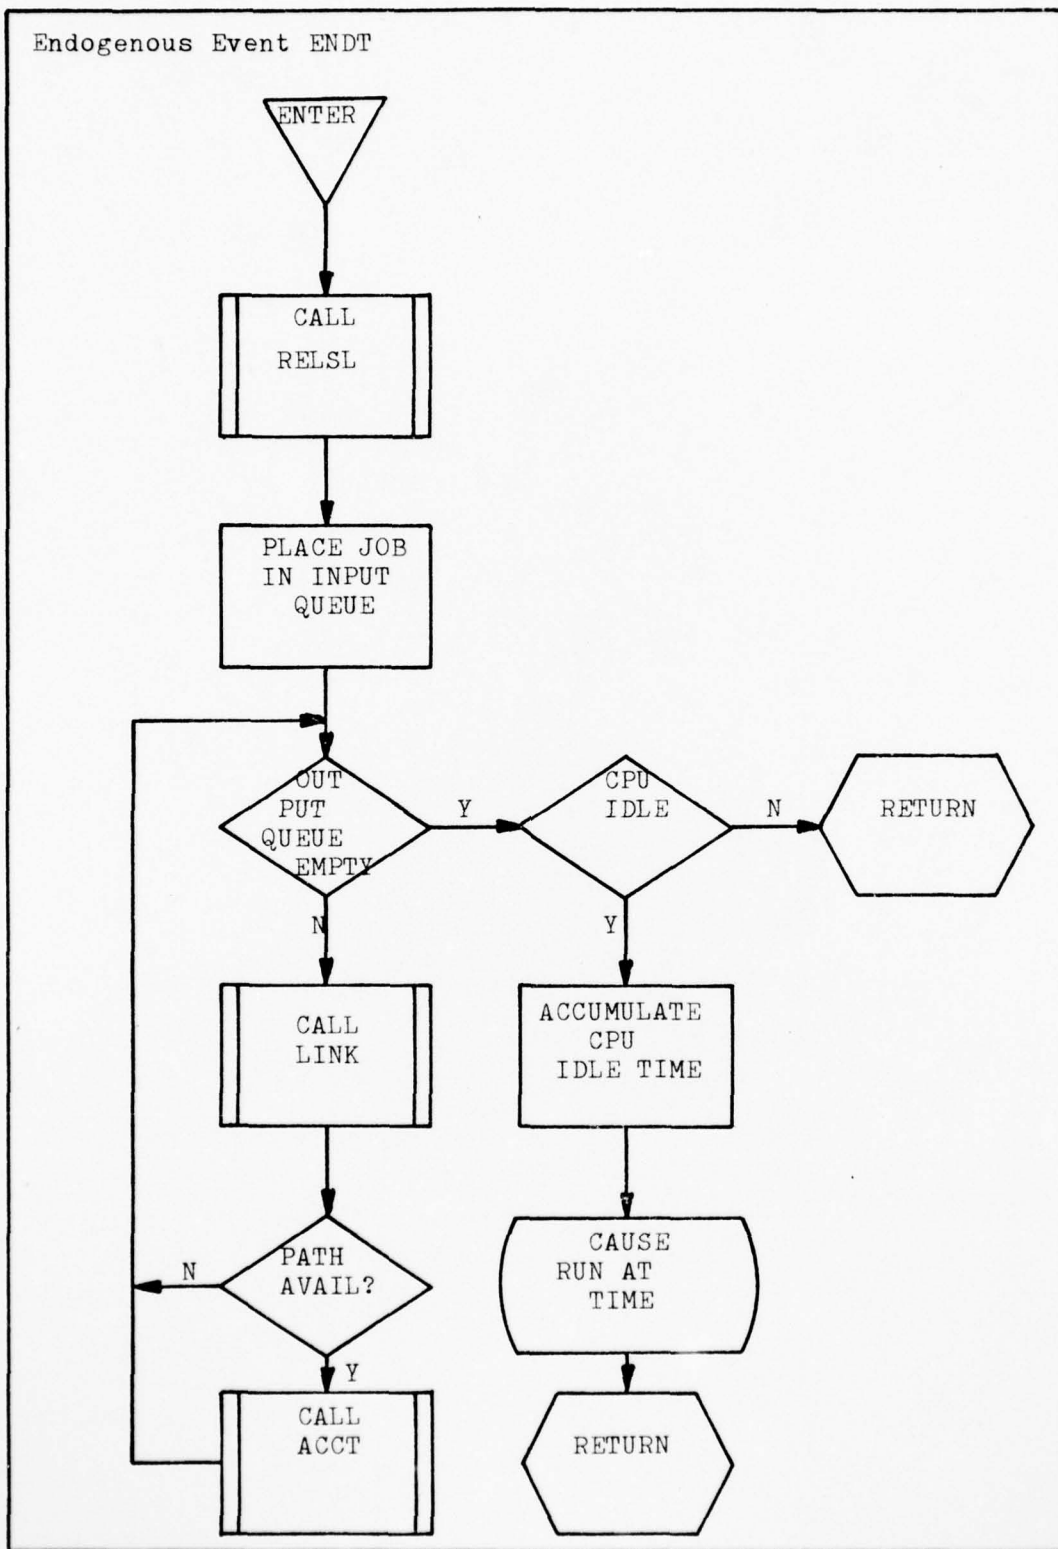 Endogenous Event ENDT
ENTER
CALL
RELSL
PLACE JOB
IN INPUT
QUEUE
OUT
PUT
QUEUE
EMPTY
Y
CPU
IDLE
N
RETURN
N
Y
CALL
LINK
ACCUMULATE
CPU
IDLE TIME
PATH
AVAIL?
N
Y
CAUSE
RUN AT
TIME
CALL
ACCT
RETURN